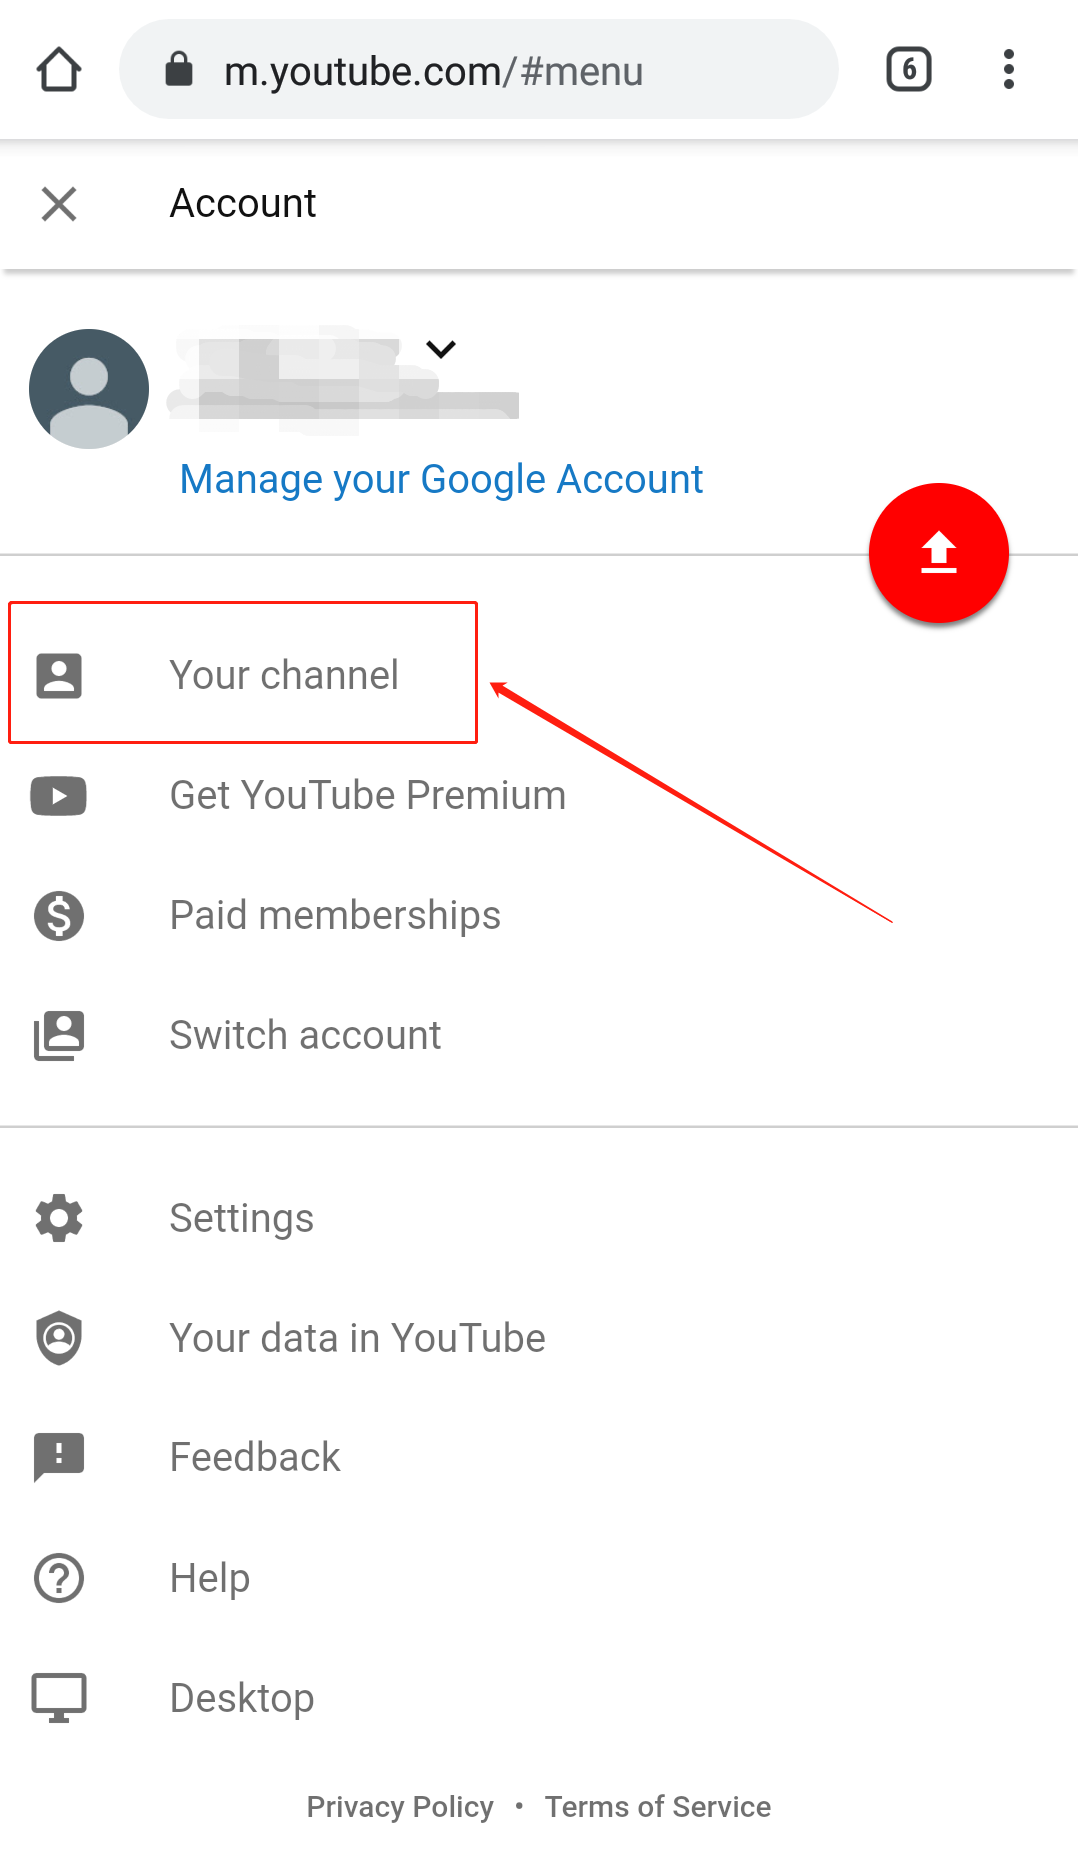 m.youtube.com/#menu
6
Account
Manage your Google Account
Your channel
Get YouTube Premium
Paid memberships
Switch account
Settings
Your data in YouTube
Feedback
Help
Desktop
Privacy Policy • Terms of Service